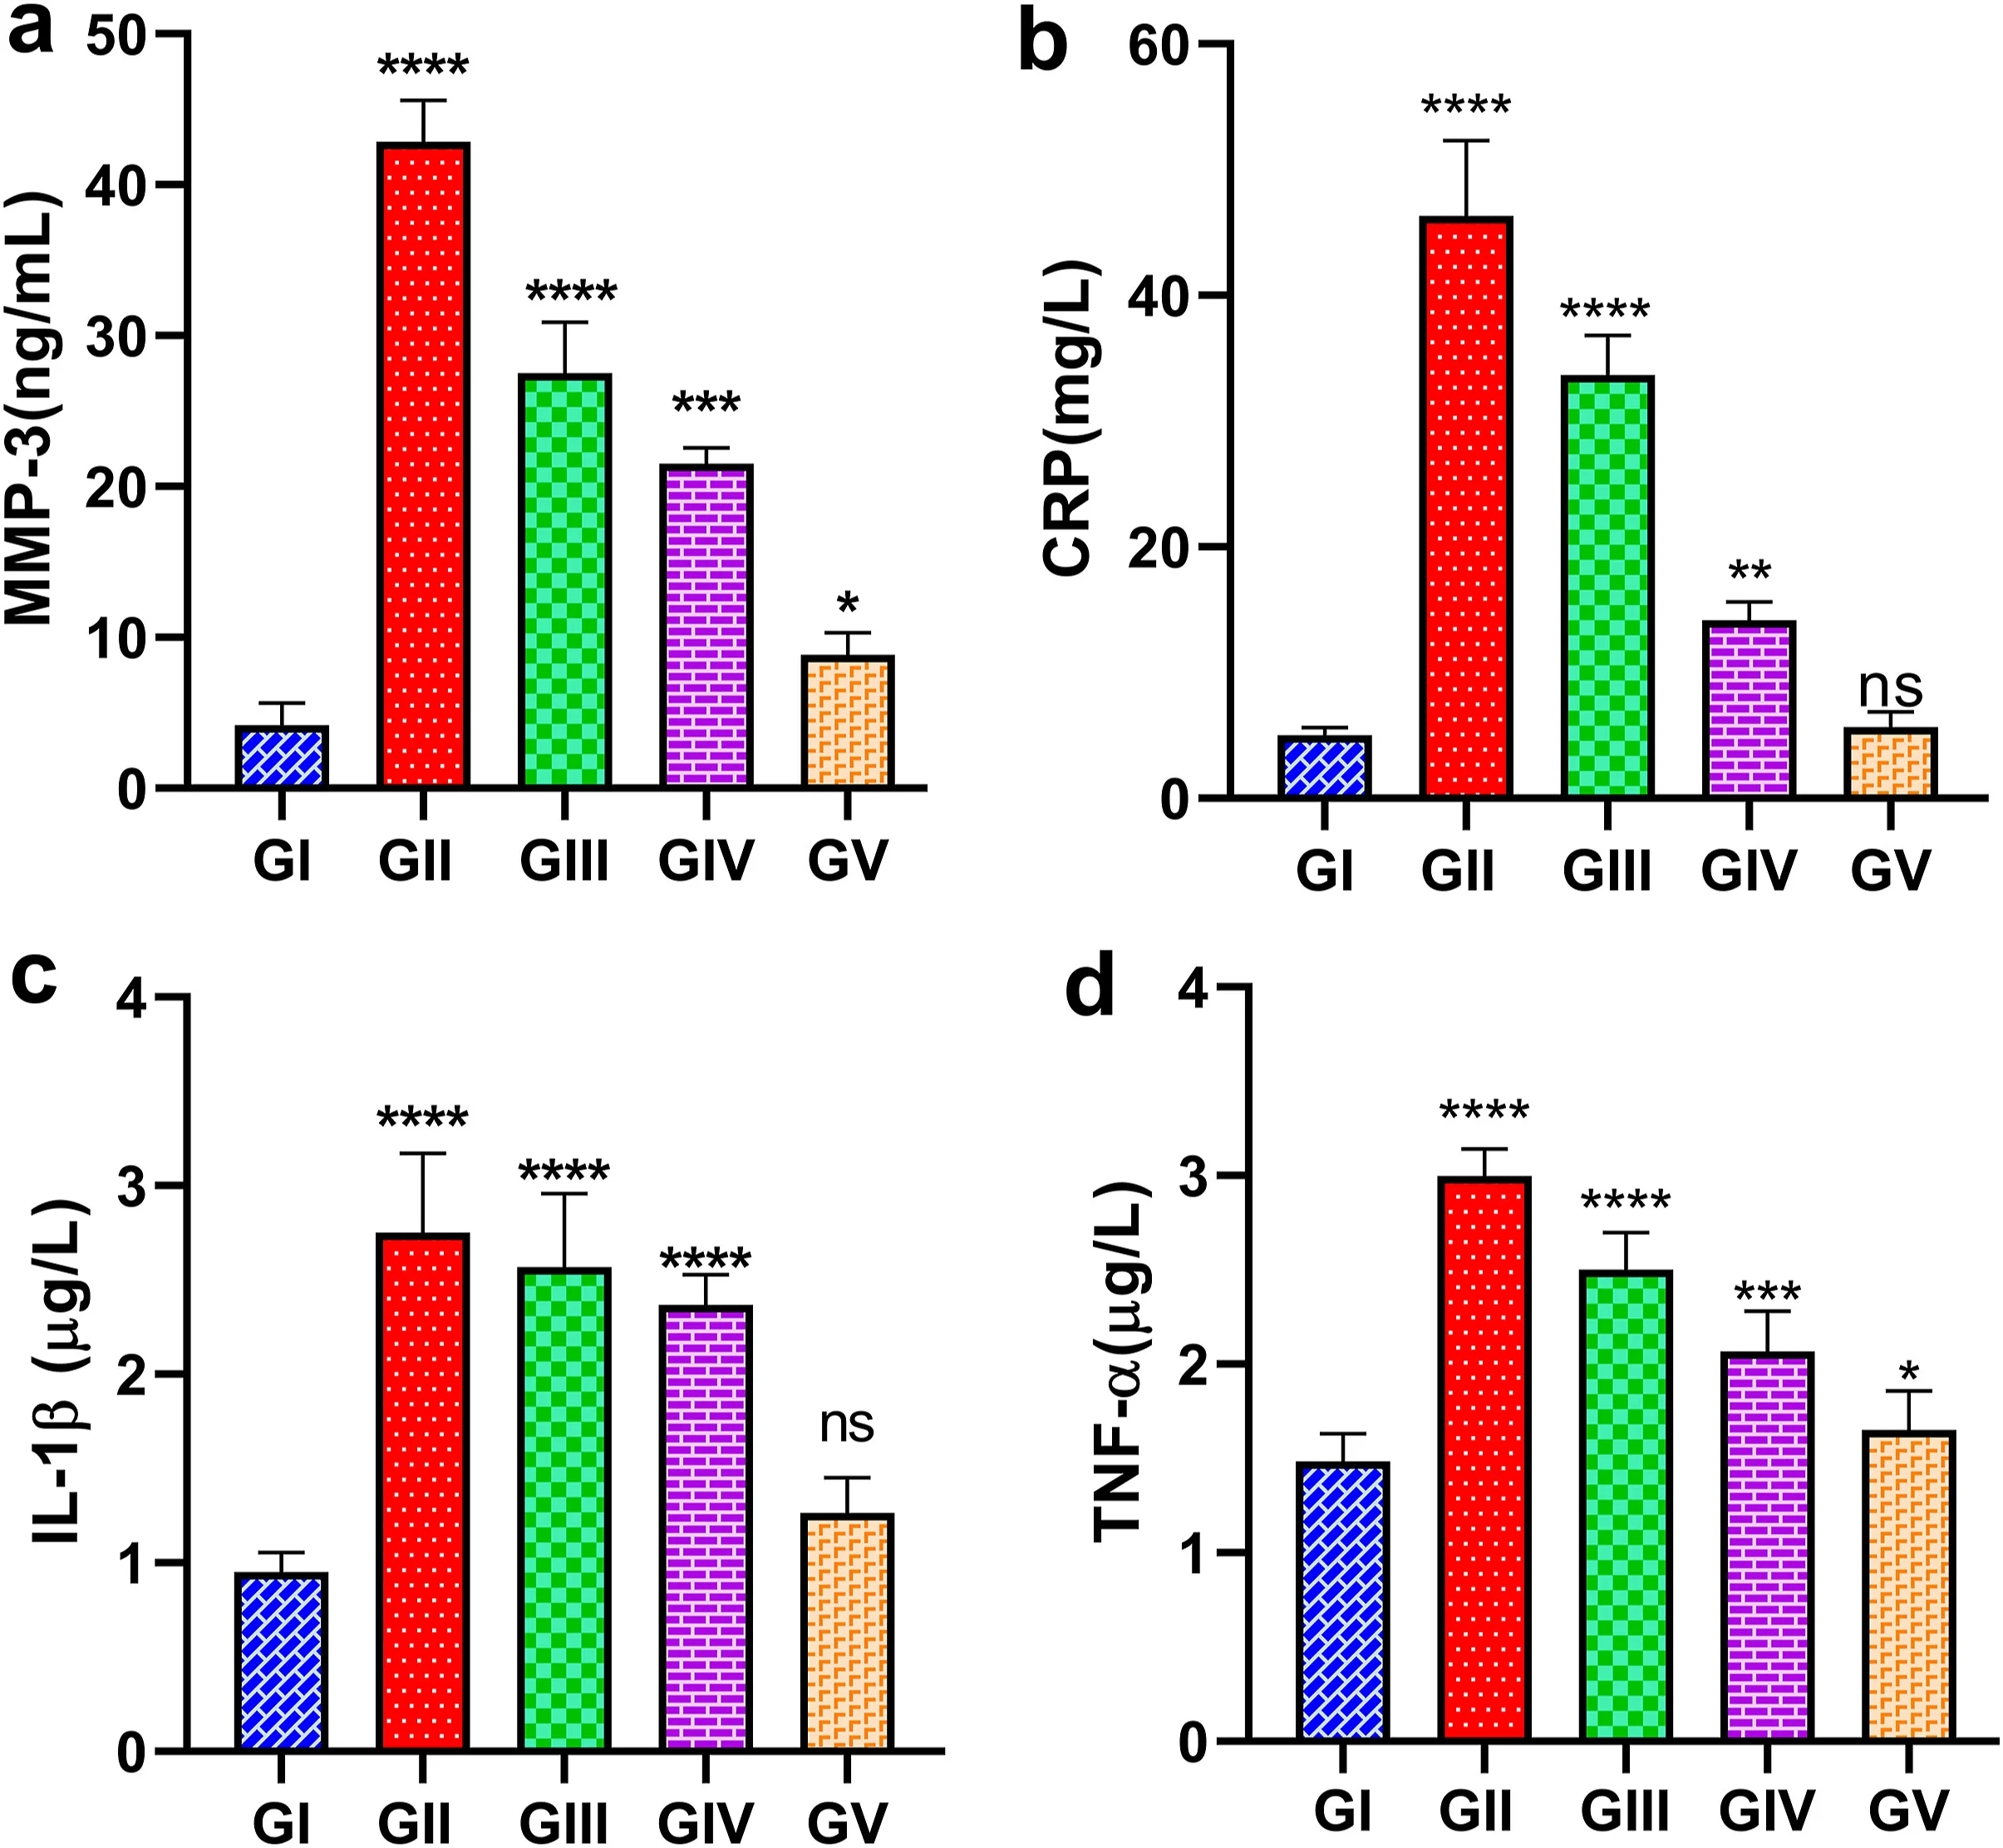 a
50
40
30
20
10
0
MMP-3(ng/mL)
****
****
***
*
GI GII GIII GIV GV
b
60
40
20
0
CRP(mg/L)
****
****
**
ns
GI GII GIII GIV GV
c
4
3
2
1
0
IL-1β (μg/L)
****
****
****
ns
GI GII GIII GIV GV
d
4
3
2
1
0
TNF-α(μg/L)
****
****
***
*
GI GII GIII GIV GV